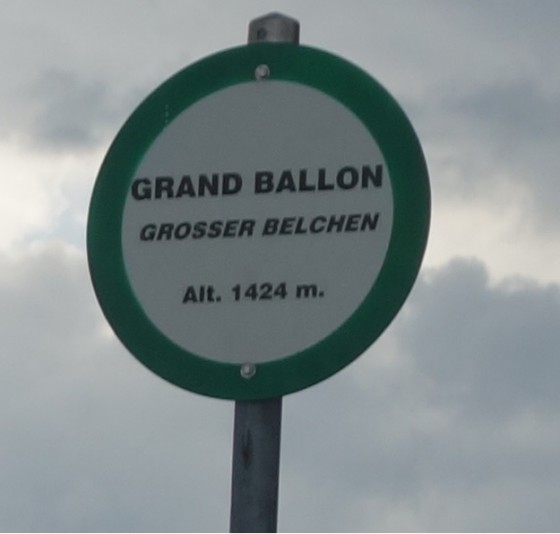 GRAND BALLON
GROSSER BELCHEN
Alt. 1424 m.